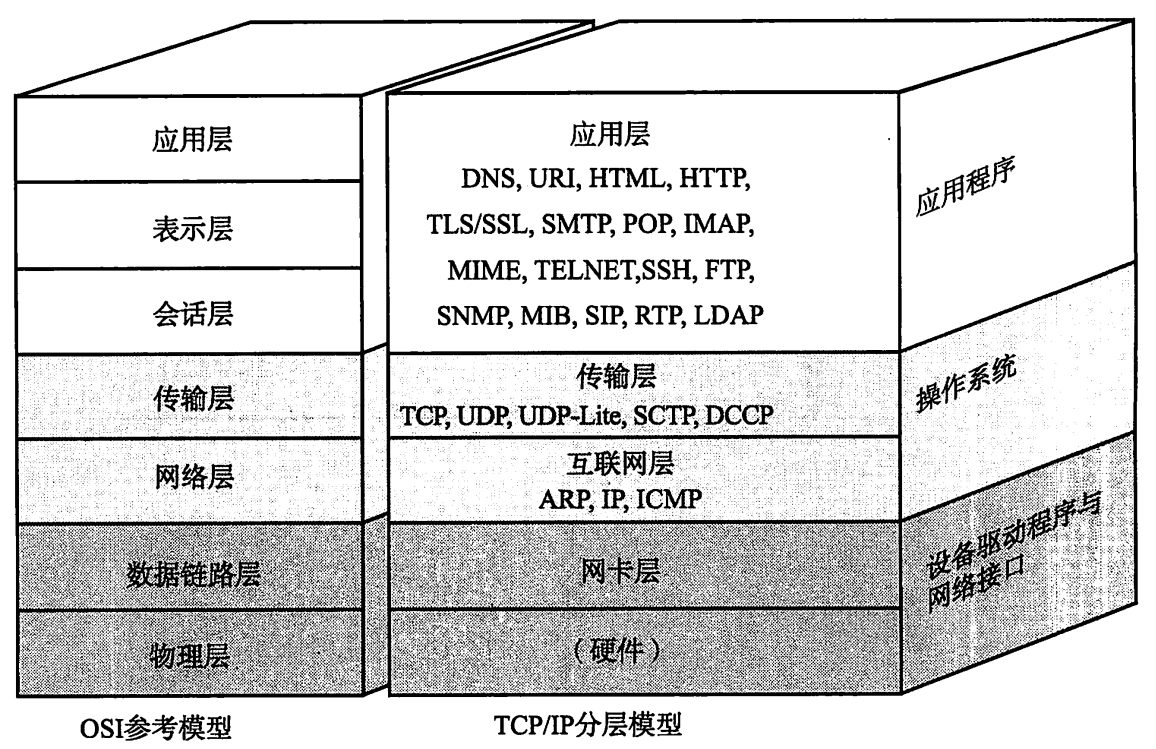 应用层
表示层
会话层
传输层
网络层
数据链路层
物理层
OSI参考模型
应用层
DNS, URI, HTML, HTTP,
TLS/SSL, SMTP, POP, IMAP,
MIME, TELNET,SSH, FTP,
SNMP, MIB, SIP, RTP, LDAP
传输层
TCP, UDP, UDP-Lite, SCTP, DCCP
互联网层
ARP, IP, ICMP
网卡层
（硬件）
TCP/IP分层模型
应用程序
操作系统
设备驱动程序与
网络接口